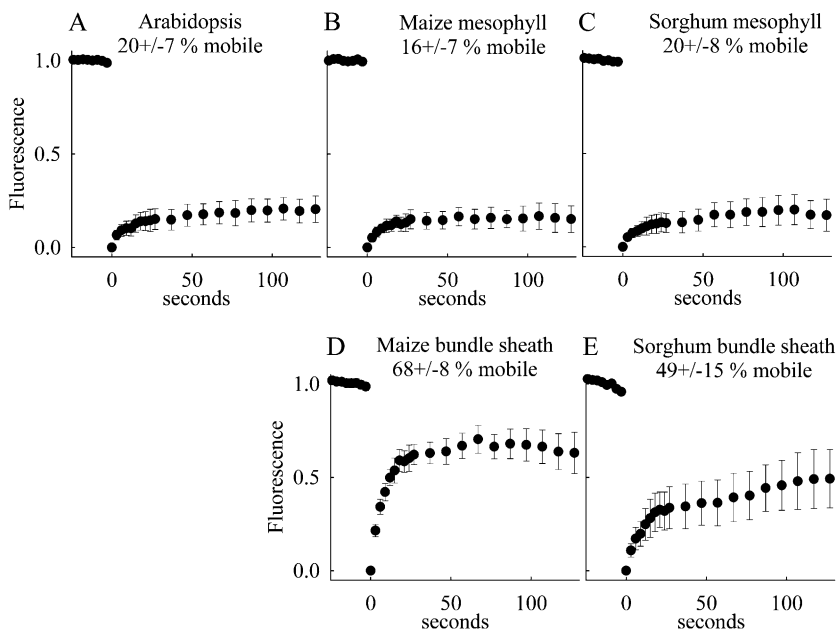 A Arabidopsis
20+/-7 % mobile
B Maize mesophyll
16+/-7 % mobile
C Sorghum mesophyll
20+/-8 % mobile
Fluorescence
1.0
0.5
0.0
0 100
seconds
0 100
seconds
0 100
seconds
D Maize bundle sheath
68+/-8 % mobile
E Sorghum bundle sheath
49+/-15 % mobile
Fluorescence
1.0
0.5
0.0
0 50 100
seconds
0 50 100
seconds